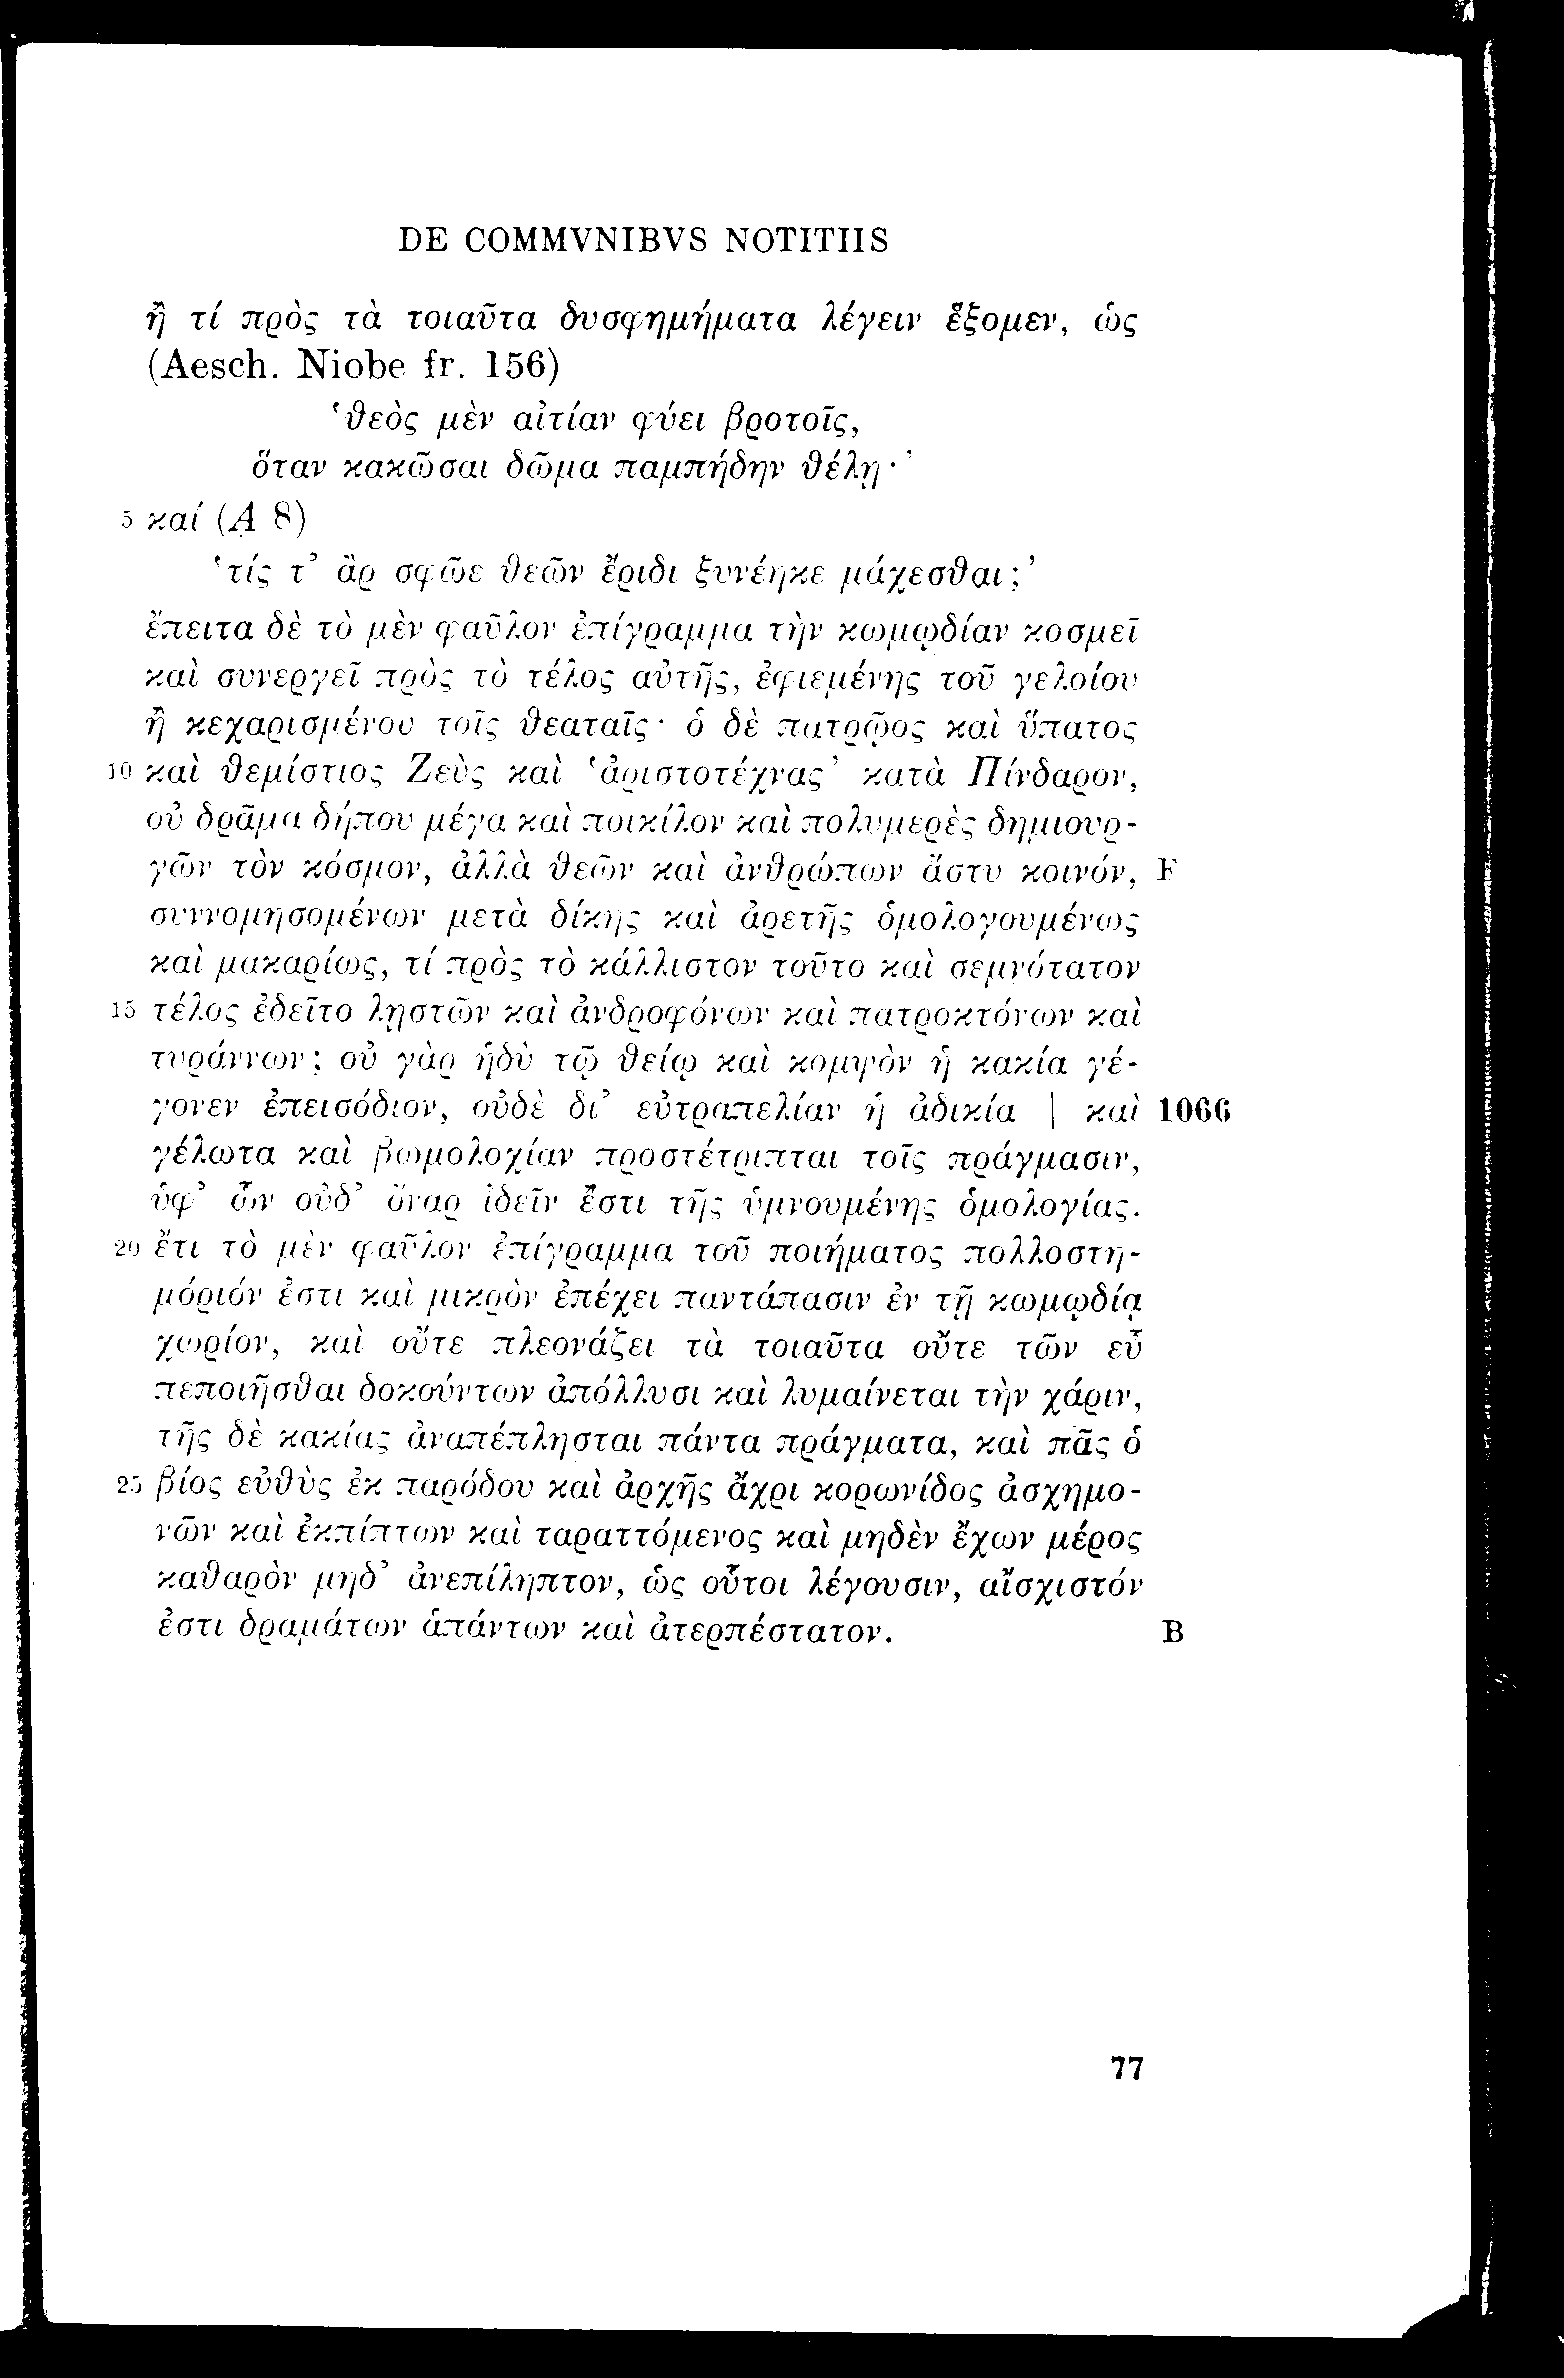 DE COMMVNIBVS NOTITIIS
ἢ τί πρὸς τὰ τοιαῦτα δυσφημήματα λέγειν ἕξομεν, ὡς
(Aesch. Niobe fr. 156)
‘θεὸς μὲν αἰτίαν φύει βροτοῖς,
ὅταν κακῶσαι δῶμα παμπήδην θέλῃ·’
5 καί (Α 8)
‘τίς τ’ ἂρ σφῶε θεῶν ἔριδι ξυνέηκε μάχεσθαι;’
ἔπειτα δὲ τὸ μὲν φαῦλον ἐπίγραμμα τὴν κωμῳδίαν κοσμεῖ
καὶ συνεργεῖ πρὸς τὸ τέλος αὐτῆς, ἐφιεμένης τοῦ γελοίου
ἢ κεχαρισμένου τοῖς θεαταῖς· ὁ δὲ πατρῷος καὶ ὕπατος
10 καὶ θεμίστιος Ζεὺς καὶ ‘ἀριστοτέχνας’ κατὰ Πίνδαρον,
οὐ δρᾶμα δήπου μέγα καὶ ποικίλον καὶ πολυμερὲς δημιουρ-
γῶν τὸν κόσμον, ἀλλὰ θεῶν καὶ ἀνθρώπων ἄστυ κοινόν, F
συννομησομένων μετὰ δίκης καὶ ἀρετῆς ὁμολογουμένως
καὶ μακαρίως, τί πρὸς τὸ κάλλιστον τοῦτο καὶ σεμνότατον
15 τέλος ἐδεῖτο λῃστῶν καὶ ἀνδροφόνων καὶ πατροκτόνων καὶ
τυράννων; οὐ γὰρ ἡδὺ τῷ θείῳ καὶ κομψὸν ἡ κακία γέ-
γονεν ἐπεισόδιον, οὐδὲ δι’ εὐτραπελίαν ἡ ἀδικία | καὶ 1066
γέλωτα καὶ βωμολοχίαν προστέτριπται τοῖς πράγμασιν,
ὑφ’ ὧν οὐδ’ ὄναρ ἰδεῖν ἔστι τῆς ὑμνουμένης ὁμολογίας.
20 ἔτι τὸ μὲν φαῦλον ἐπίγραμμα τοῦ ποιήματος πολλοστη-
μόριόν ἐστι καὶ μικρὸν ἐπέχει παντάπασιν ἐν τῇ κωμῳδίᾳ
χωρίον, καὶ οὔτε πλεονάζει τὰ τοιαῦτα οὔτε τῶν εὖ
πεποιῆσθαι δοκούντων ἀπόλλυσι καὶ λυμαίνεται τὴν χάριν,
τῆς δὲ κακίας ἀναπέπλησται πάντα πράγματα, καὶ πᾶς ὁ
25 βίος εὐθὺς ἐκ παρόδου καὶ ἀρχῆς ἄχρι κορωνίδος ἀσχημο-
νῶν καὶ ἐκπίπτων καὶ ταραττόμενος καὶ μηδὲν ἔχων μέρος
καθαρὸν μηδ’ ἀνεπίληπτον, ὡς οὗτοι λέγουσιν, αἴσχιστόν
ἐστι δραμάτων ἁπάντων καὶ ἀτερπέστατον. B
77